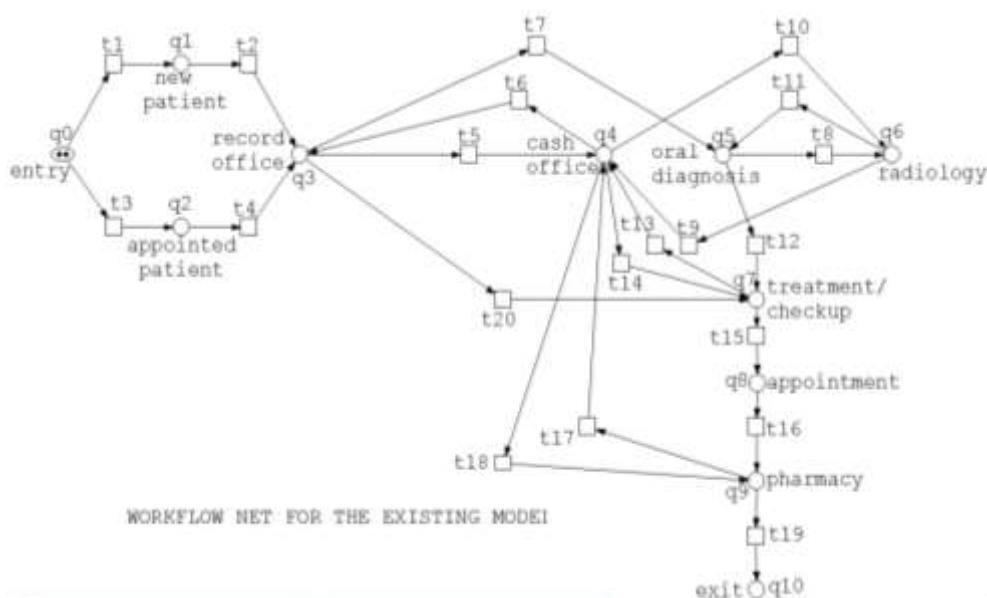 t1 q1 t2
new patient
q0
entry
t3 q2 t4
appointed patient
record office
q3
t7
t6
t5
q4
cash office
t10
t11
q5
t8
q6
oral diagnosis
radiology
t13
t9
t12
t14
q7
treatment/
checkup
t20
t15
q8
appointment
t17
t16
t18
q9
pharmacy
WORKFLOW NET FOR THE EXISTING MODEl
t19
exit
q10